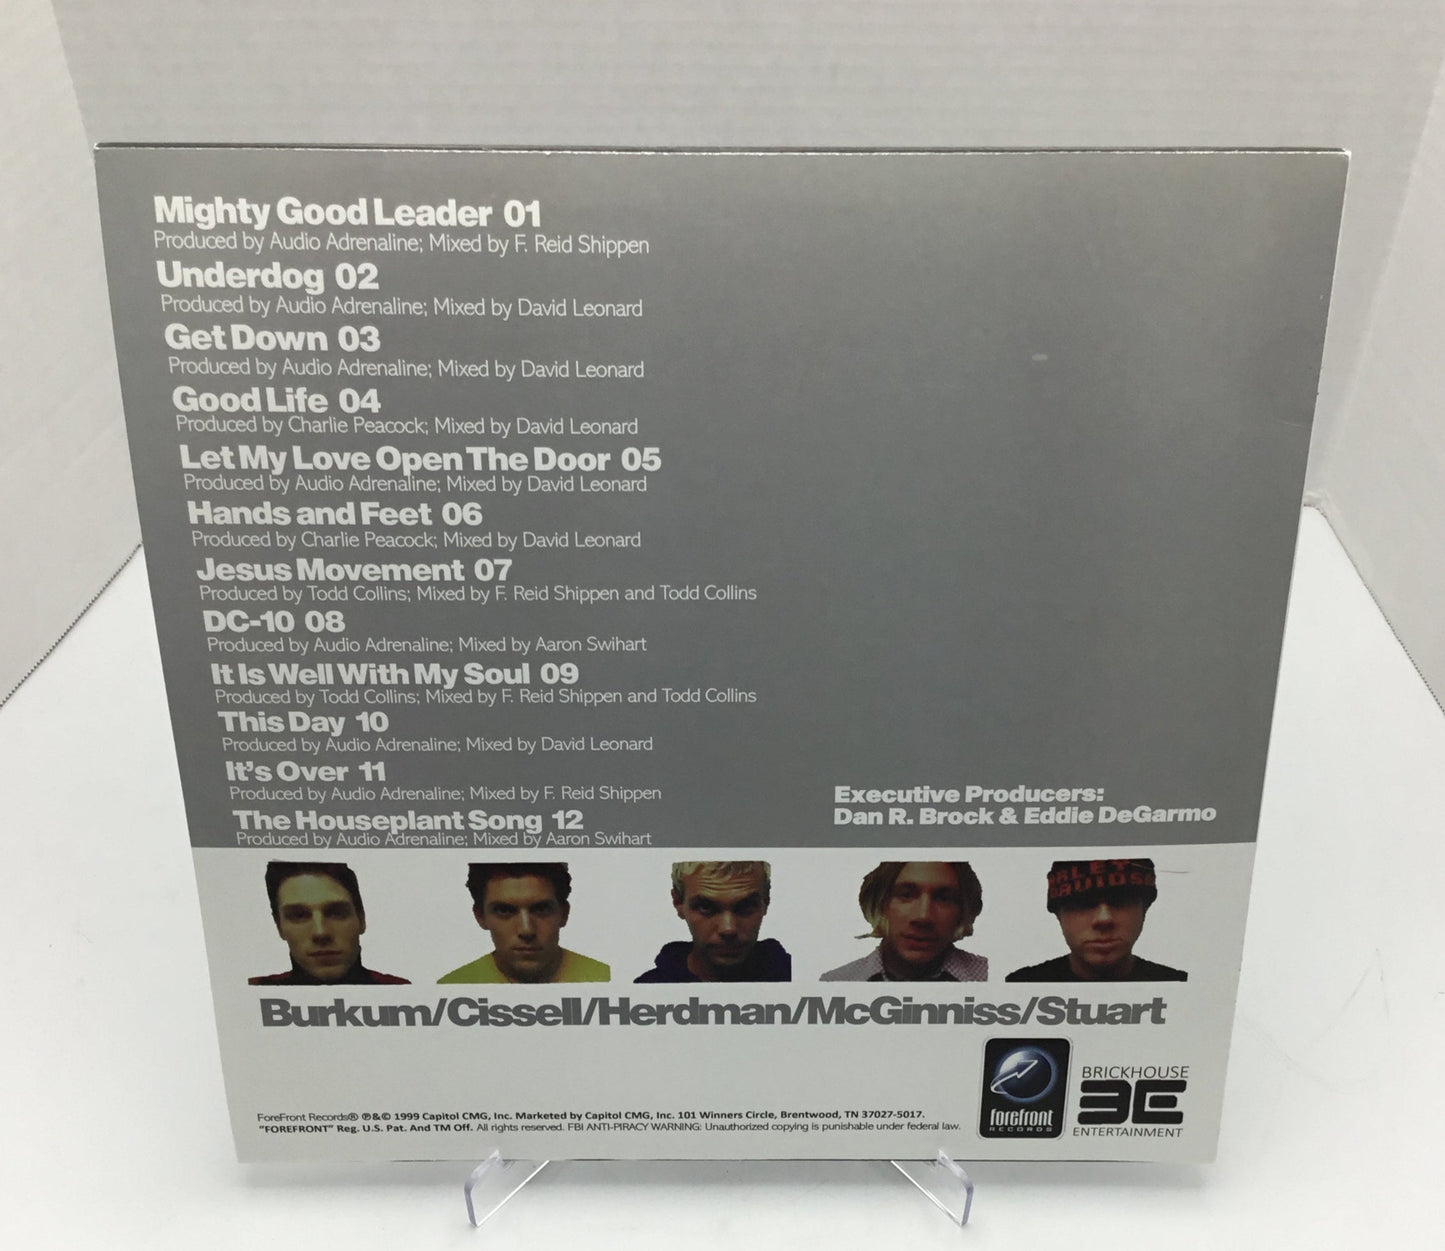 Mighty Good Leader 01
Produced by Audio Adrenaline; Mixed by F. Reid Shippen
Underdog 02
Produced by Audio Adrenaline; Mixed by David Leonard
Get Down 03
Produced by Audio Adrenaline; Mixed by David Leonard
Good Life 04
Produced by Charlie Peacock; Mixed by David Leonard
Let My Love Open The Door 05
Produced by Audio Adrenaline; Mixed by David Leonard
Hands and Feet 06
Produced by Charlie Peacock; Mixed by David Leonard
Jesus Movement 07
Produced by Todd Collins; Mixed by F. Reid Shippen and Todd Collins
DC-10 08
Produced by Audio Adrenaline; Mixed by Aaron Swihart
It Is Well With My Soul 09
Produced by Todd Collins; Mixed by F. Reid Shippen and Todd Collins
This Day 10
Produced by Audio Adrenaline; Mixed by David Leonard
It's Over 11
Produced by Audio Adrenaline; Mixed by F. Reid Shippen
The Houseplant Song 12
Produced by Audio Adrenaline; Mixed by Aaron Swihart
Executive Producers:
Dan R. Brock & Eddie DeGarmo
Burkum/Cissell/Herdman/McGinniss/Stuart
forefront
RECORDS
BRICKHOUSE
BE
ENTERTAINMENT
ForeFront Records® ℗&© 1999 Capitol CMG, Inc. Marketed by Capitol CMG, Inc. 101 Winners Circle, Brentwood, TN 37027-5017.
"FOREFRONT" Reg. U.S. Pat. And TM Off. All rights reserved. FBI ANTI-PIRACY WARNING: Unauthorized copying is punishable under federal law.